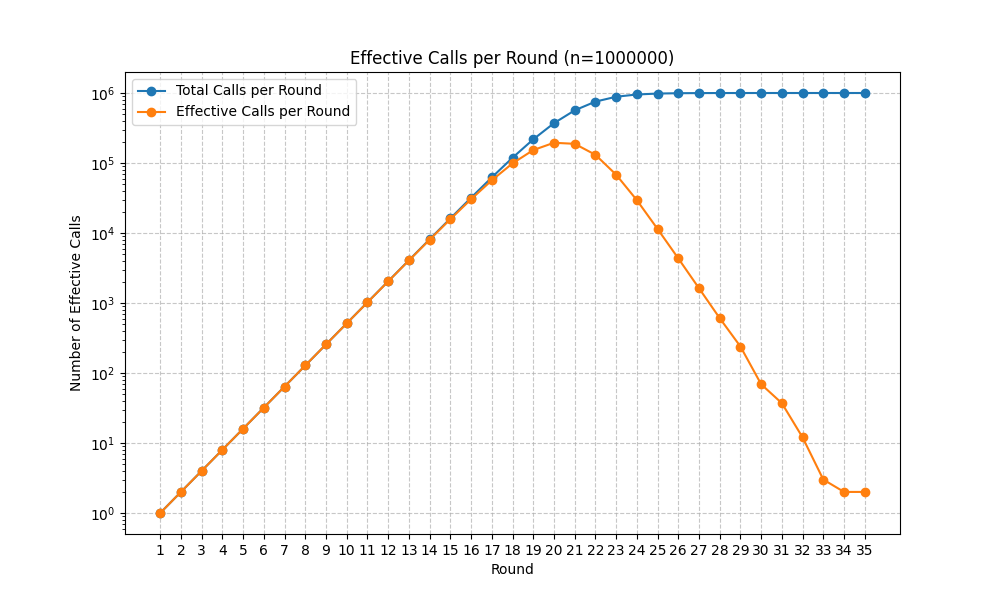 Effective Calls per Round (n=1000000)
Total Calls per Round
Effective Calls per Round
Number of Effective Calls
10⁶
10⁵
10⁴
10³
10²
10¹
10⁰
1 2 3 4 5 6 7 8 9 10 11 12 13 14 15 16 17 18 19 20 21 22 23 24 25 26 27 28 29 30 31 32 33 34 35
Round